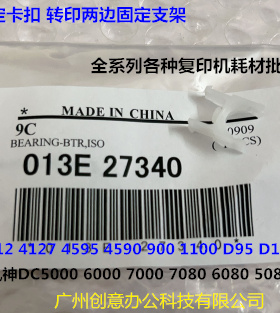 定卡扣 转印两边固定支架
全系列各种复印机耗材批
* MADE IN CHINA
9C 0909
BEARING-BTR,ISO CS)
013E 27340
12 4127 4595 4590 900 1100 D95 D1
神DC5000 6000 7000 7080 6080 508
广州创意办公科技有限公司